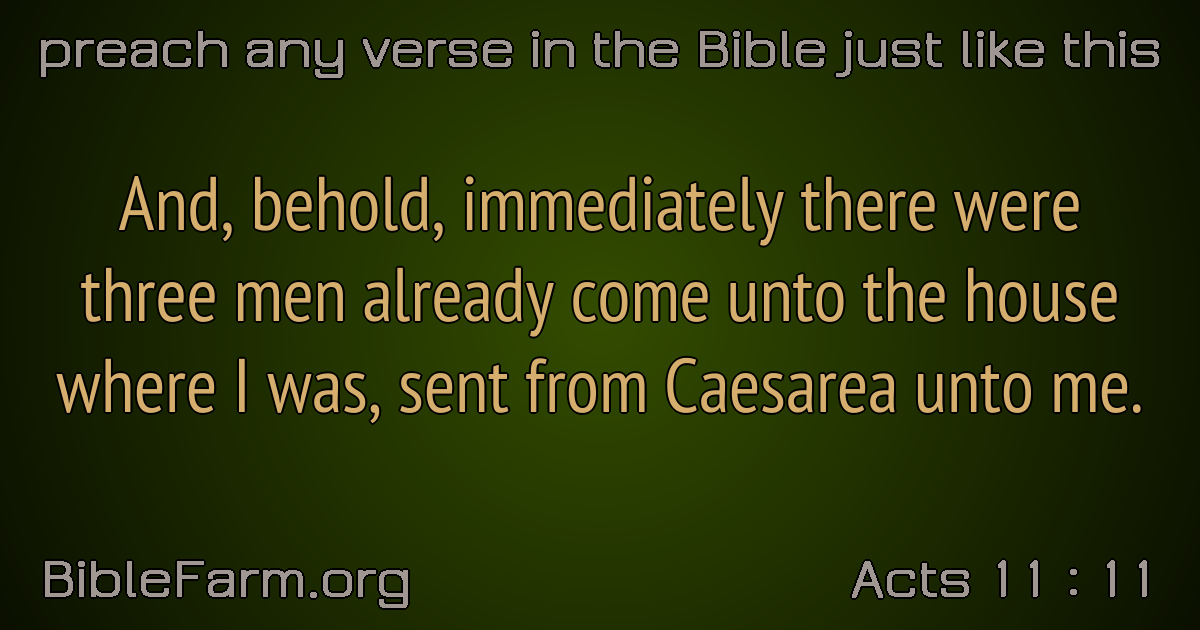 preach any verse in the Bible just like this
And, behold, immediately there were
three men already come unto the house
where I was, sent from Caesarea unto me.
BibleFarm.org
Acts 11 : 11